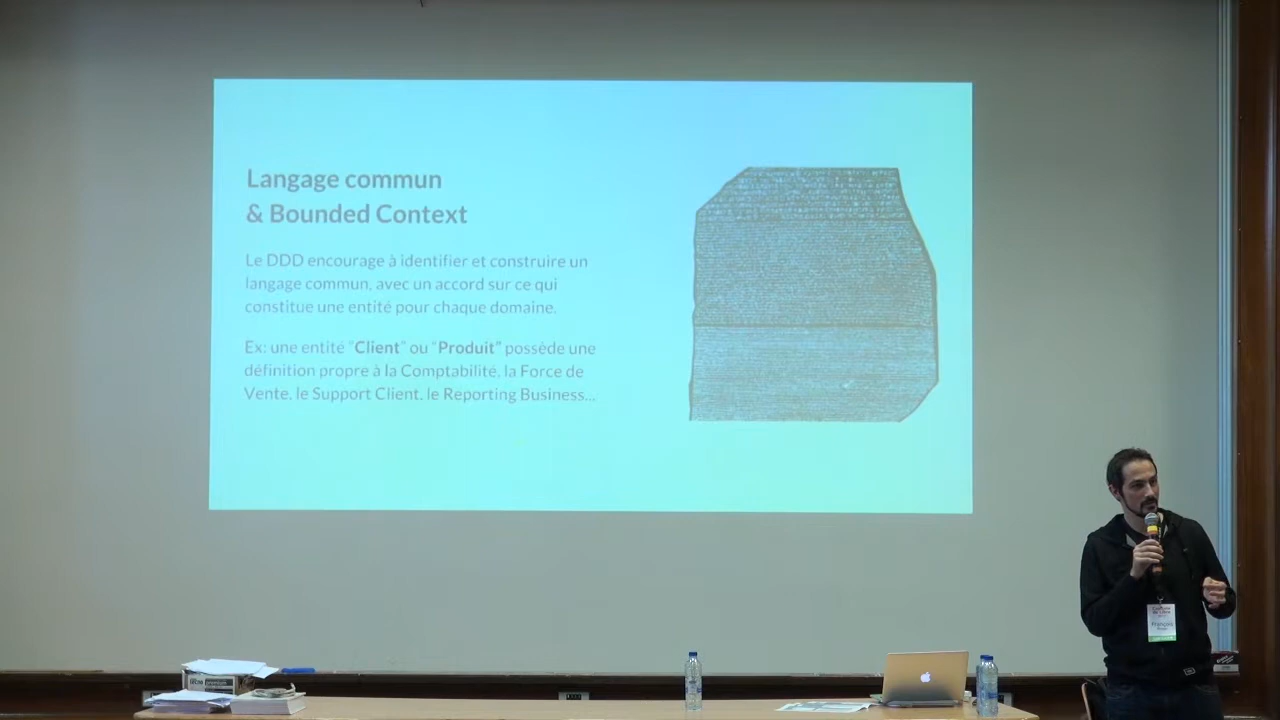 Langage commun
& Bounded Context
Le DDD encourage à identifier et construire un
langage commun, avec un accord sur ce qui
constitue une entité pour chaque domaine.
Ex: une entité "Client" ou "Produit" possède une
définition propre à la Comptabilité, la Force de
Vente, le Support Client, le Reporting Business...
François